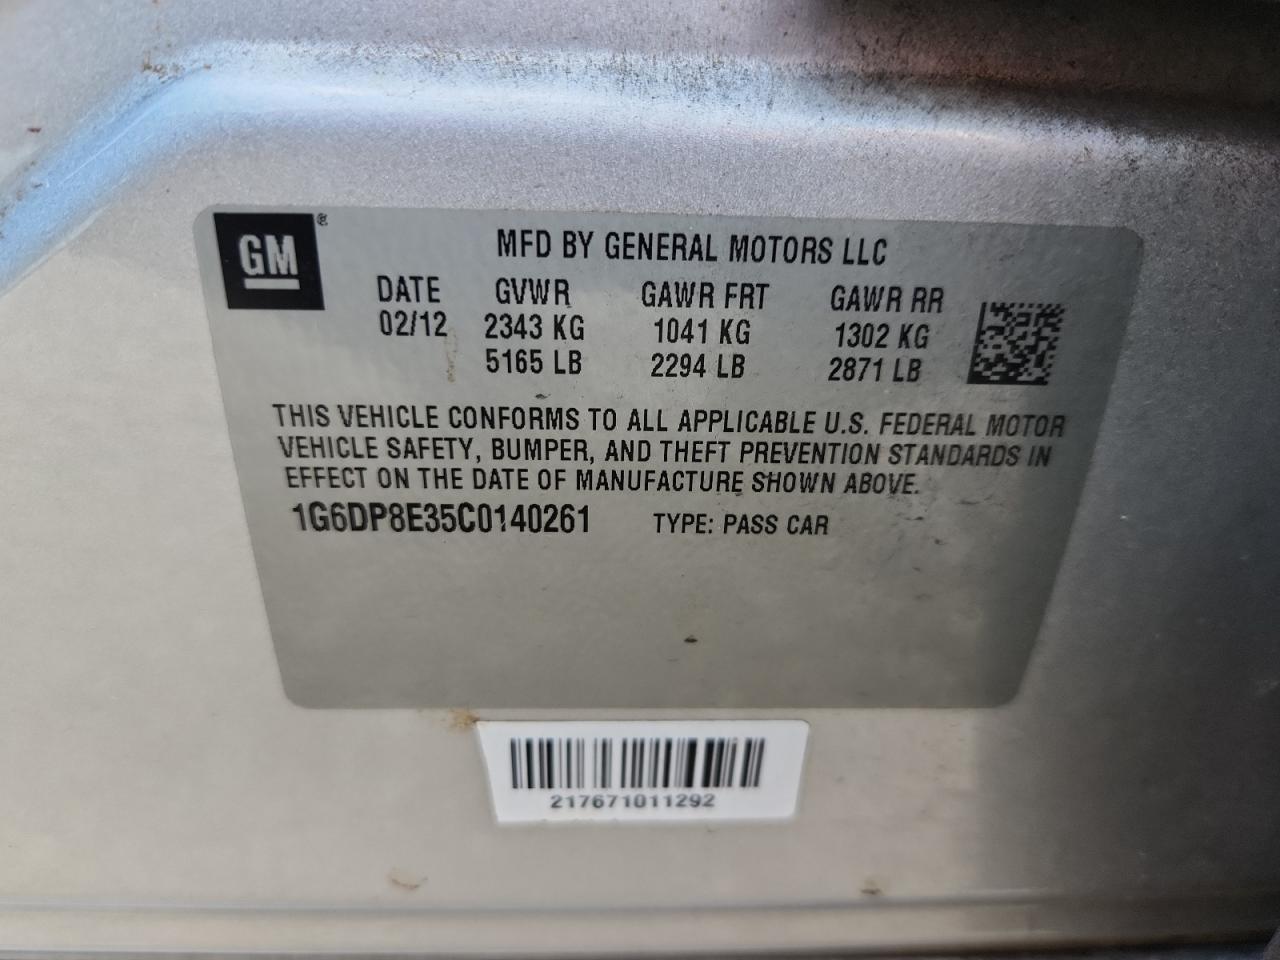 GM®
MFD BY GENERAL MOTORS LLC
DATE GVWR GAWR FRT GAWR RR
02/12 2343 KG 1041 KG 1302 KG
5165 LB 2294 LB 2871 LB
THIS VEHICLE CONFORMS TO ALL APPLICABLE U.S. FEDERAL MOTOR
VEHICLE SAFETY, BUMPER, AND THEFT PREVENTION STANDARDS IN
EFFECT ON THE DATE OF MANUFACTURE SHOWN ABOVE.
1G6DP8E35C0140261 TYPE: PASS CAR
217671011292